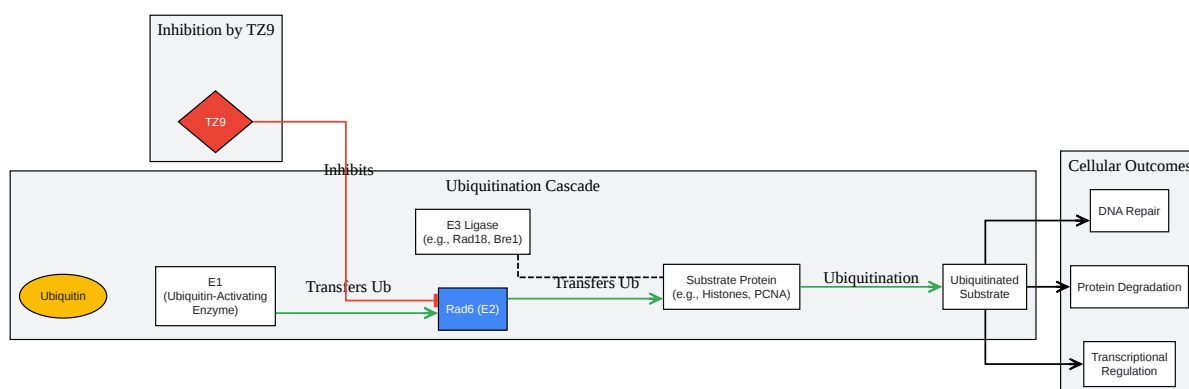 Inhibition by TZ9
TZ9
Inhibits
Ubiquitination Cascade
Cellular Outcomes
E3 Ligase
(e.g., Rad18, Bre1)
DNA Repair
Ubiquitin
E1
(Ubiquitin-Activating
Enzyme)
Transfers Ub
Rad6 (E2)
Transfers Ub
Substrate Protein
(e.g., Histones, PCNA)
Ubiquitination
Ubiquitinated
Substrate
Protein Degradation
Transcriptional
Regulation